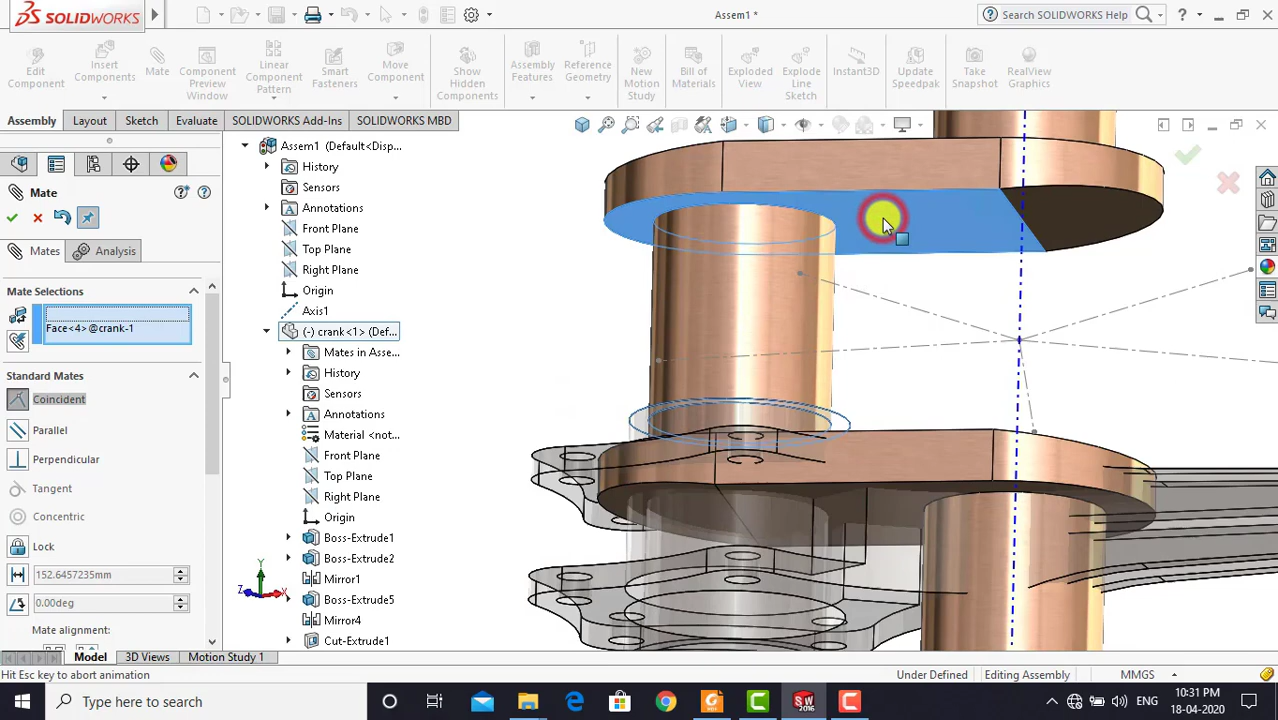 SOLIDWORKS
Assem1 *
Search SOLIDWORKS Help
Edit Component
Insert Components
Mate
Component Preview Window
Linear Component Pattern
Smart Fasteners
Move Component
Show Hidden Components
Assembly Features
Reference Geometry
New Motion Study
Bill of Materials
Exploded View
Explode Line Sketch
Instant3D
Update Speedpak
Take Snapshot
RealView Graphics
Assembly
Layout
Sketch
Evaluate
SOLIDWORKS Add-Ins
SOLIDWORKS MBD
Mate
Mates
Analysis
Mate Selections
Face<4>@crank-1
Standard Mates
Coincident
Parallel
Perpendicular
Tangent
Concentric
Lock
152.6457235mm
0.00deg
Mate alignment:
Assem1 (Default<Disp...
History
Sensors
Annotations
Front Plane
Top Plane
Right Plane
Origin
Axis1
(-) crank<1> (Def...
Mates in Asse...
History
Sensors
Annotations
Material <not...
Front Plane
Top Plane
Right Plane
Origin
Boss-Extrude1
Boss-Extrude2
Mirror1
Boss-Extrude5
Mirror4
Cut-Extrude1
Y
Z
X
Model
3D Views
Motion Study 1
Hit Esc key to abort animation
Under Defined
Editing Assembly
MMGS
Type here to search
SW
2016
ENG
10:31 PM
18-04-2020